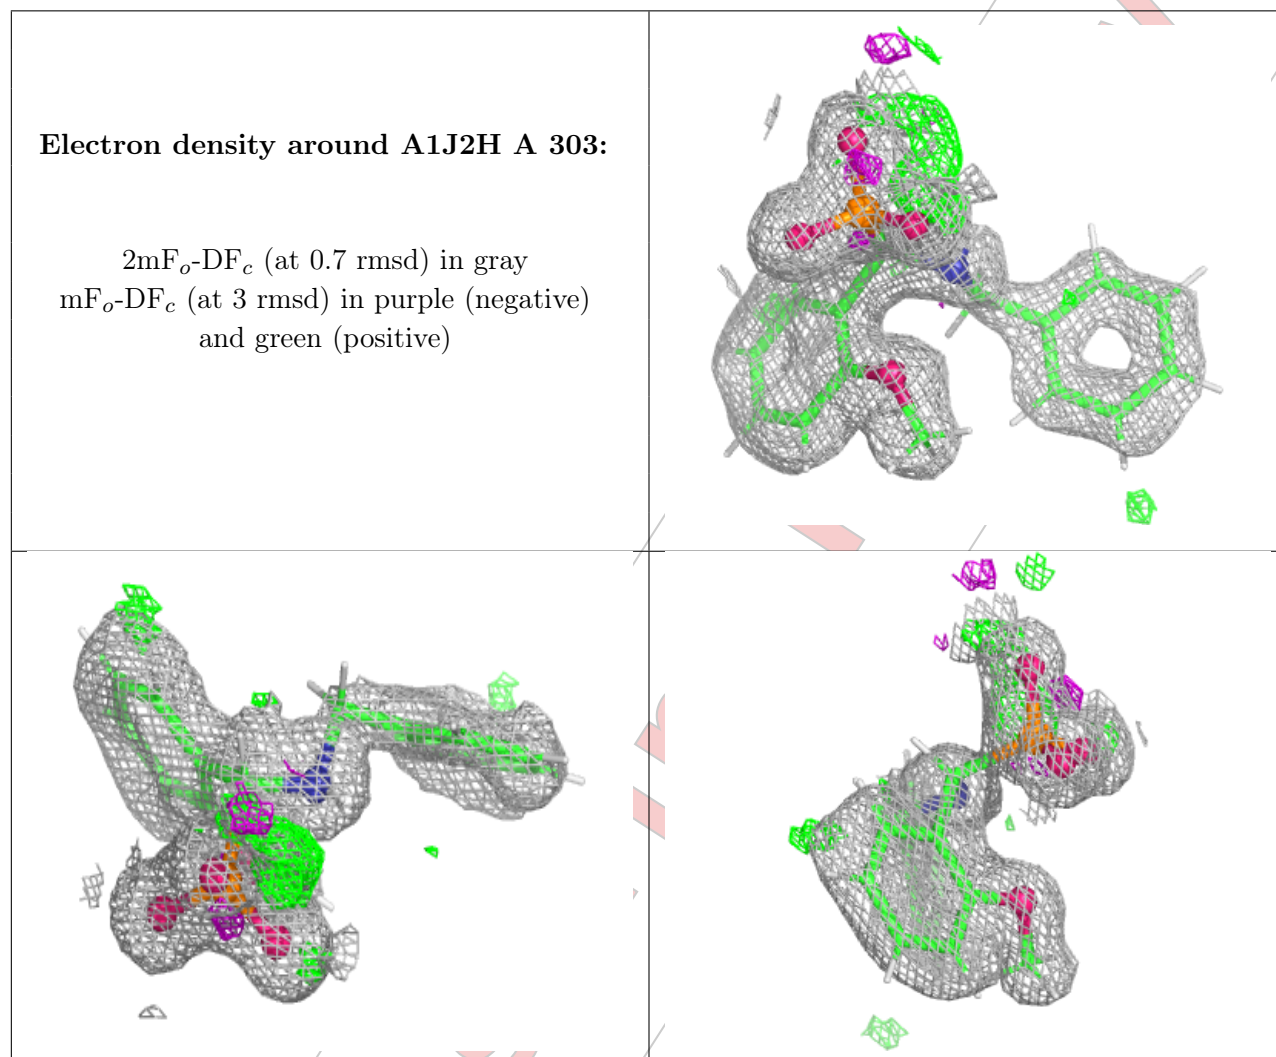 Electron density around A1J2H A 303:
2mFo-DFc (at 0.7 rmsd) in gray
mFo-DFc (at 3 rmsd) in purple (negative)
and green (positive)